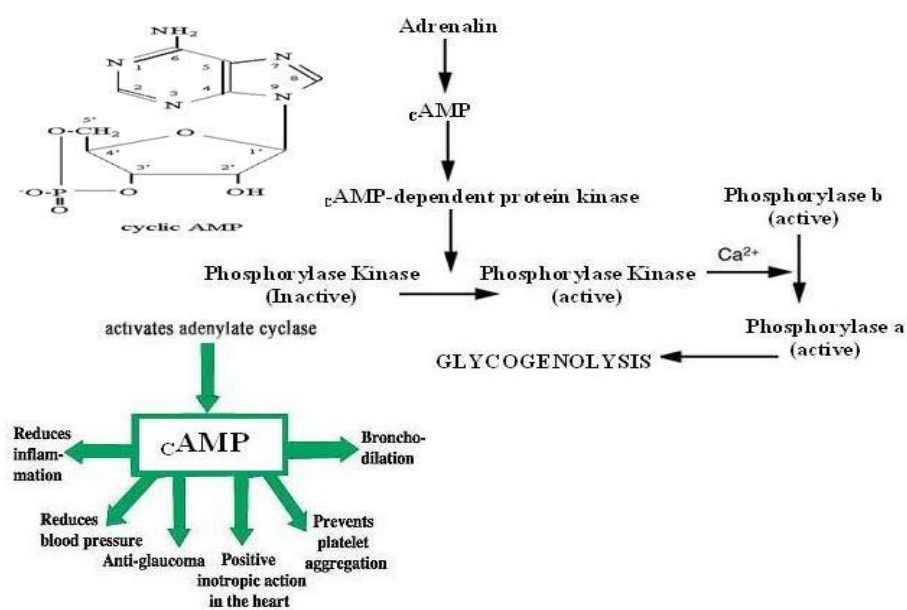 NH2
N
1
6
5
N
7
8
2
N
3
4
9
N
5'
O-CH2
O
4'
1'
3'
2'
-O-P
O
OH
O
cyclic AMP
Adrenalin
cAMP
cAMP-dependent protein kinase
Phosphorylase Kinase
(Inactive)
Phosphorylase Kinase
(active)
Ca2+
Phosphorylase b
(active)
Phosphorylase a
(active)
GLYCOGENOLYSIS
activates adenylate cyclase
cAMP
Reduces
inflam-
mation
Broncho-
dilation
Reduces
blood pressure
Anti-glaucoma
Positive
inotropic action
in the heart
Prevents
platelet
aggregation